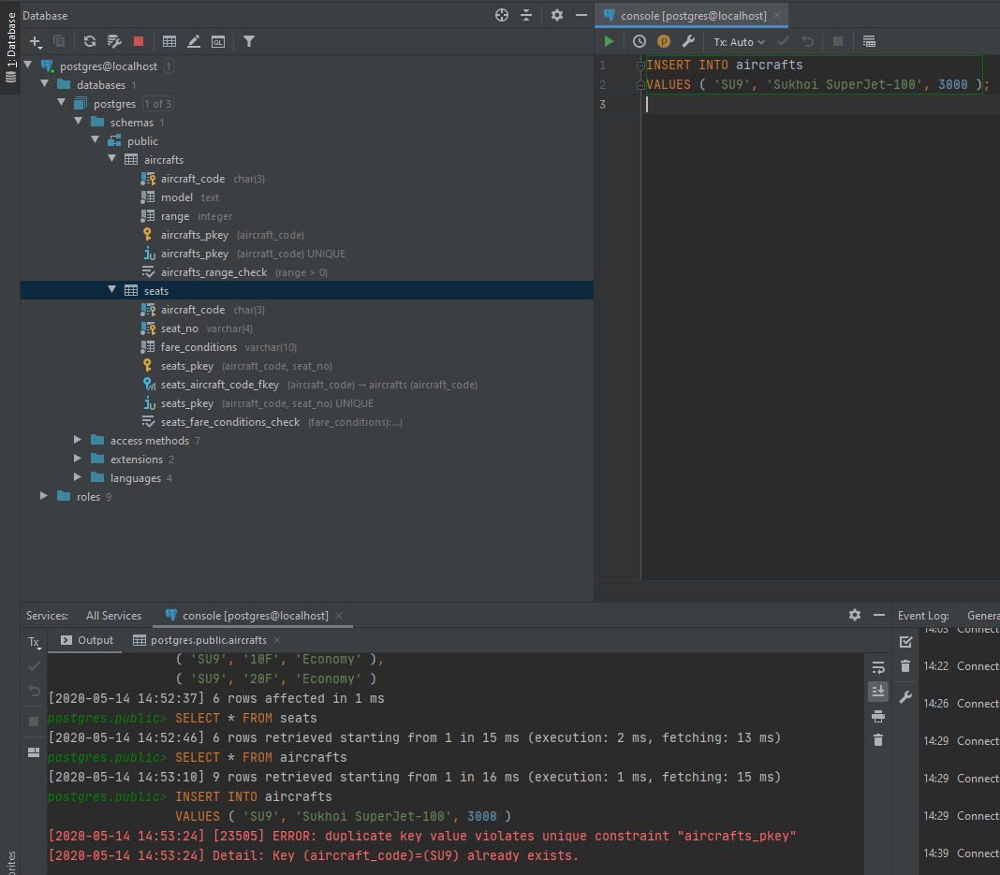 Database
console [postgres@localhost]
1: Database
Tx: Auto
postgres@localhost 1
databases 1
postgres 1 of 3
schemas 1
public
aircrafts
aircraft_code char(3)
model text
range integer
aircrafts_pkey (aircraft_code)
aircrafts_pkey (aircraft_code) UNIQUE
aircrafts_range_check (range > 0)
seats
aircraft_code char(3)
seat_no varchar(4)
fare_conditions varchar(10)
seats_pkey (aircraft_code, seat_no)
seats_aircraft_code_fkey (aircraft_code) → aircrafts (aircraft_code)
seats_pkey (aircraft_code, seat_no) UNIQUE
seats_fare_conditions_check (fare_conditions):...)
access methods 7
extensions 2
languages 4
roles 9
1 INSERT INTO aircrafts
2 VALUES ( 'SU9', 'Sukhoi SuperJet-100', 3000 );
3
Services: All Services console [postgres@localhost]
Tx Output postgres.public.aircrafts
( 'SU9', '10F', 'Economy' ),
( 'SU9', '20F', 'Economy' )
[2020-05-14 14:52:37] 6 rows affected in 1 ms
postgres.public> SELECT * FROM seats
[2020-05-14 14:52:46] 6 rows retrieved starting from 1 in 15 ms (execution: 2 ms, fetching: 13 ms)
postgres.public> SELECT * FROM aircrafts
[2020-05-14 14:53:10] 9 rows retrieved starting from 1 in 16 ms (execution: 1 ms, fetching: 15 ms)
postgres.public> INSERT INTO aircrafts
VALUES ( 'SU9', 'Sukhoi SuperJet-100', 3000 )
[2020-05-14 14:53:24] [23505] ERROR: duplicate key value violates unique constraint "aircrafts_pkey"
[2020-05-14 14:53:24] Detail: Key (aircraft_code)=(SU9) already exists.
Event Log: Genera
14:03 Connect
14:22 Connect
14:26 Connect
14:29 Connect
14:29 Connect
14:29 Connect
14:39 Connect